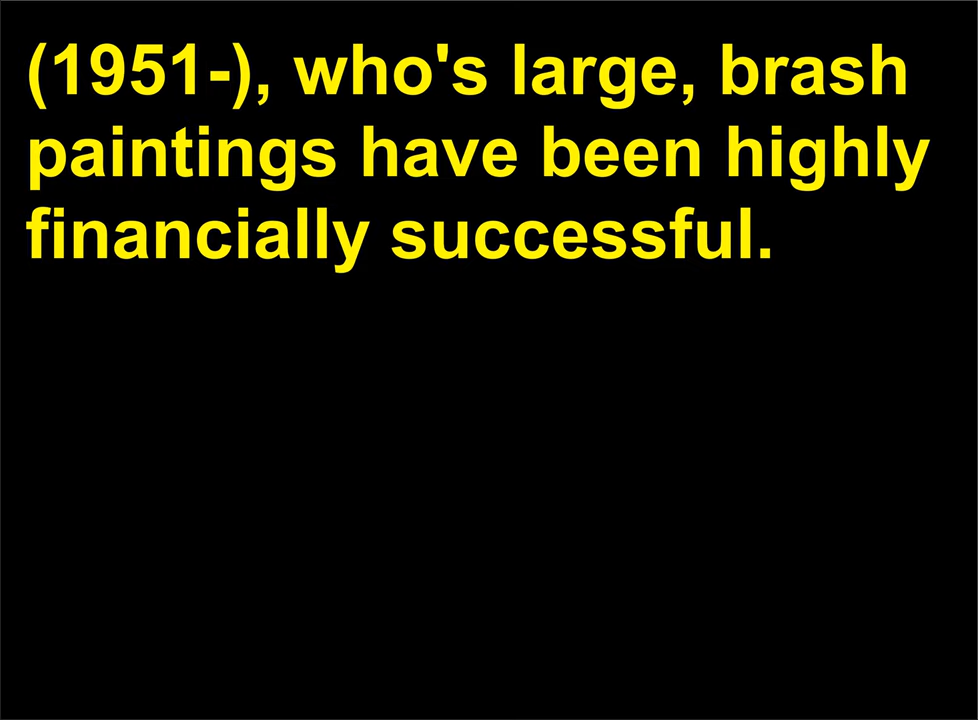 (1951-), who's large, brash
paintings have been highly
financially successful.